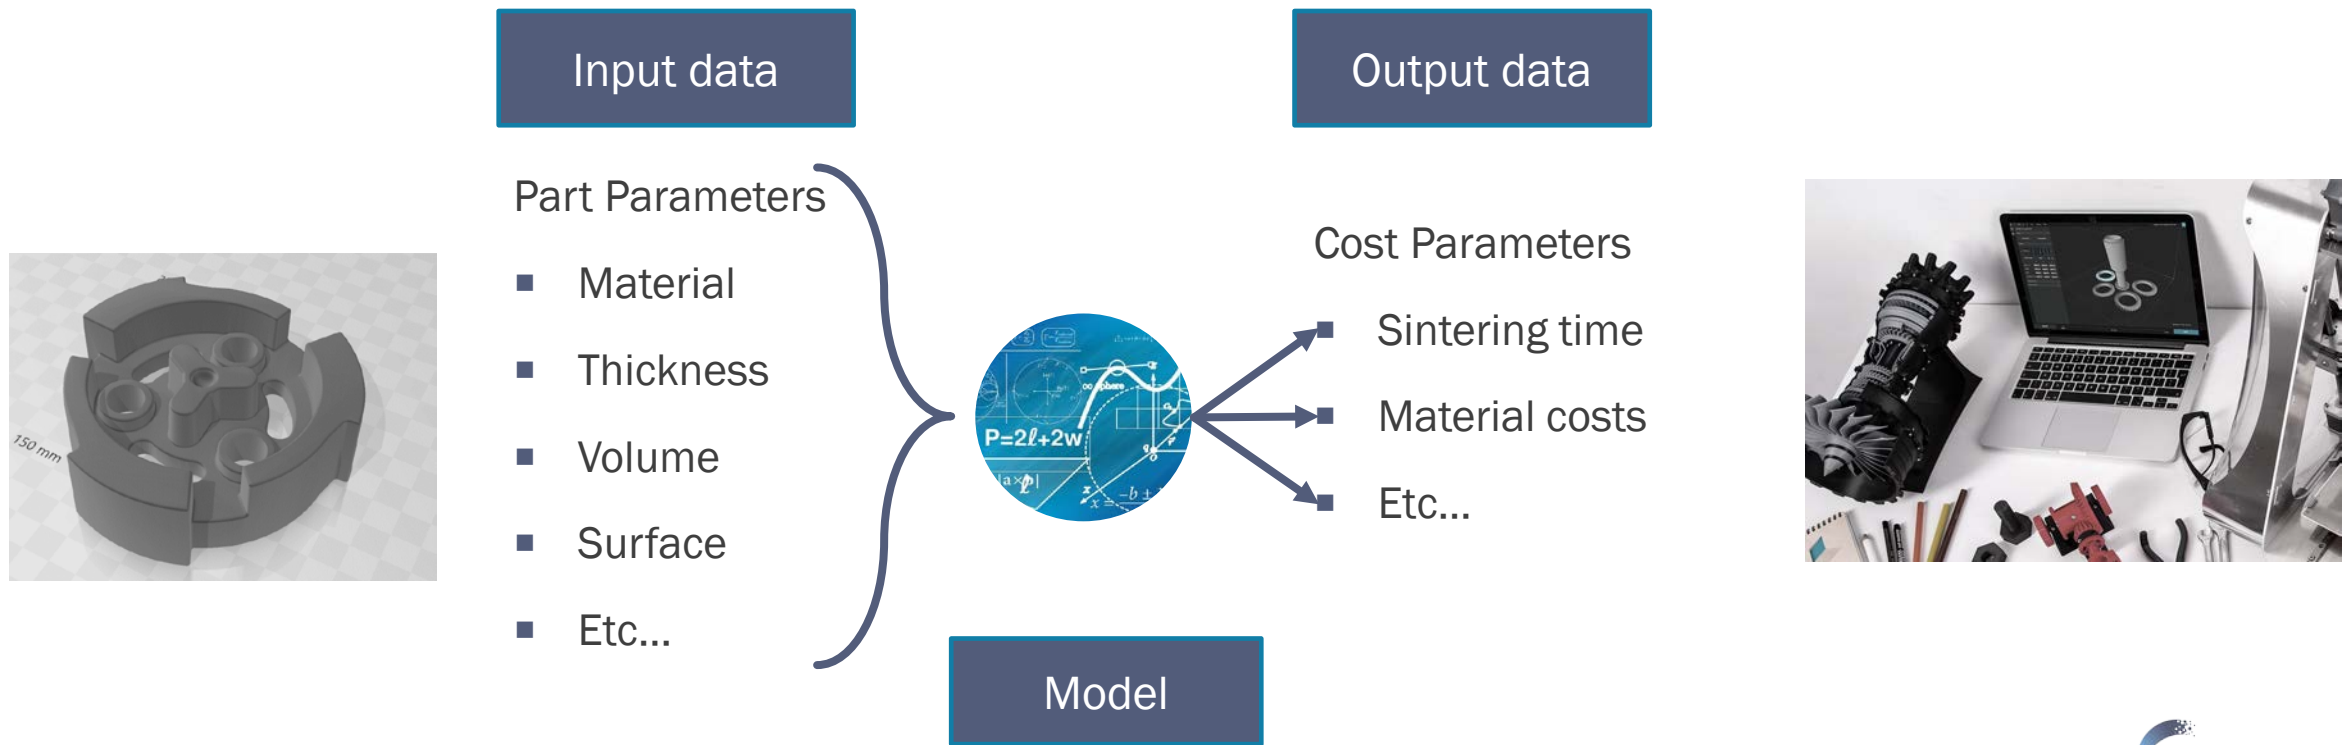 Input data
Output data
Part Parameters
Material
Thickness
Volume
Surface
Etc...
150 mm
P=2ℓ+2w
Cost Parameters
Sintering time
Material costs
Etc...
Model